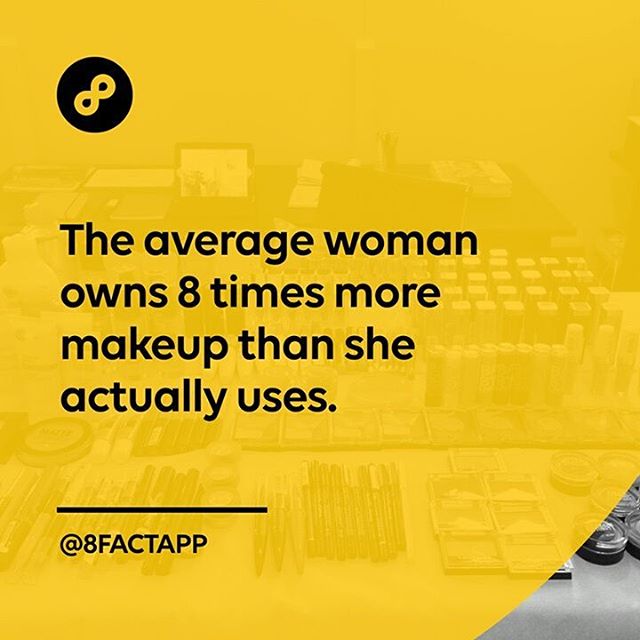 The average woman
owns 8 times more
makeup than she
actually uses.
@8FACTAPP